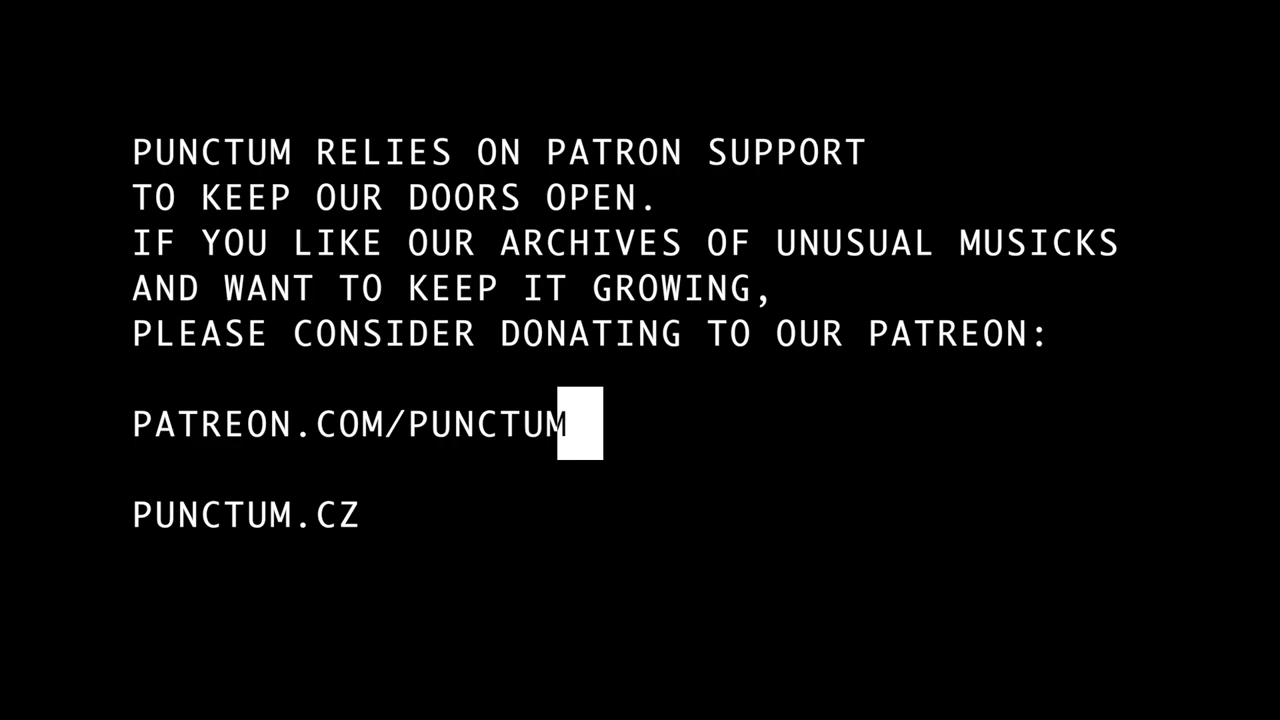 PUNCTUM RELIES ON PATRON SUPPORT
TO KEEP OUR DOORS OPEN.
IF YOU LIKE OUR ARCHIVES OF UNUSUAL MUSICKS
AND WANT TO KEEP IT GROWING,
PLEASE CONSIDER DONATING TO OUR PATREON:
PATREON.COM/PUNCTUM
PUNCTUM.CZ